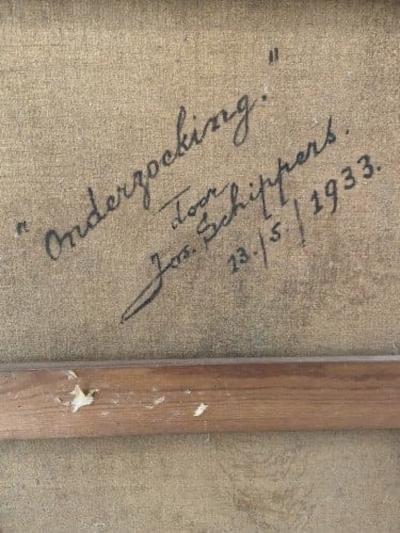 "Onderzoeking."
door
Jos. Schippers.
13./5./1933.